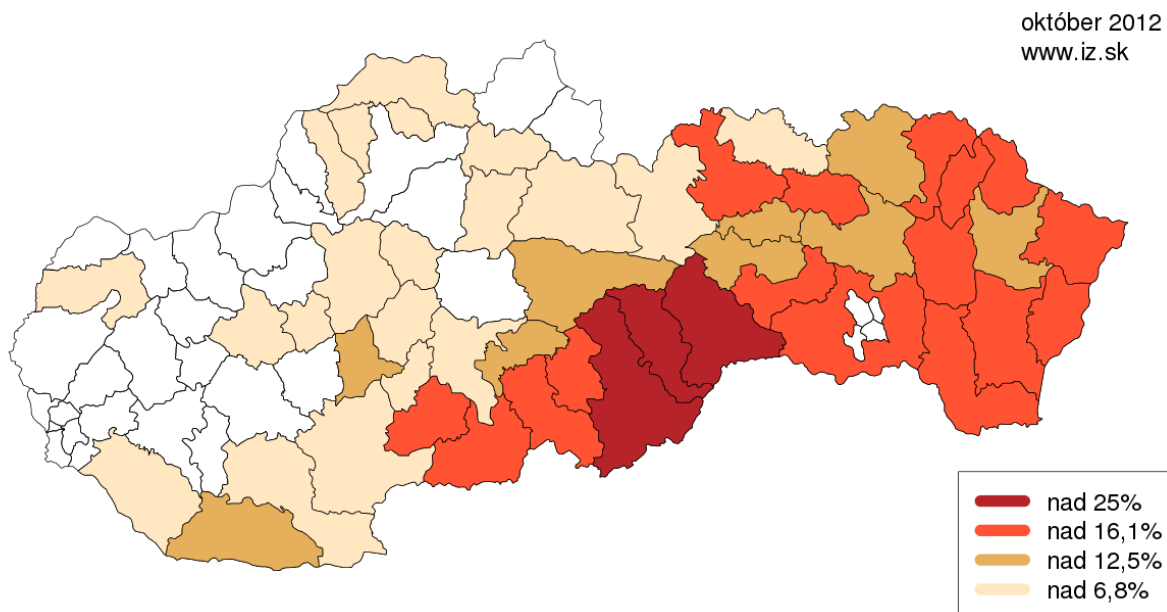 október 2012
www.iz.sk
nad 25%
nad 16,1%
nad 12,5%
nad 6,8%